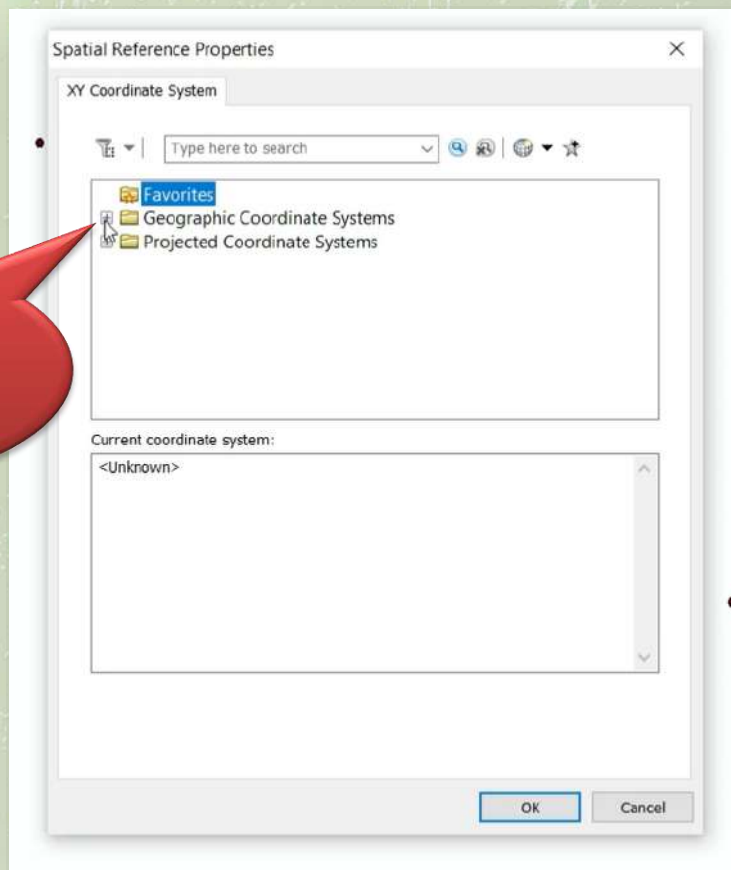 Spatial Reference Properties
XY Coordinate System
Type here to search
Favorites
Geographic Coordinate Systems
Projected Coordinate Systems
Current coordinate system:
<Unknown>
OK Cancel